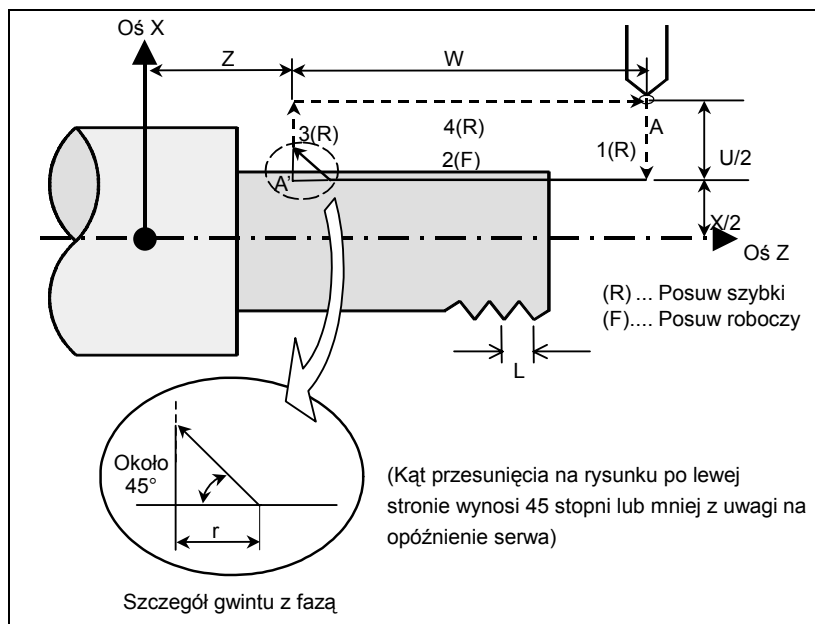 Oś X
Z
W
3(R)
4(R)
A
1(R)
U/2
2(F)
A'
X/2
Oś Z
(R) ... Posuw szybki
(F).... Posuw roboczy
L
Około
45°
r
(Kąt przesunięcia na rysunku po lewej
stronie wynosi 45 stopni lub mniej z uwagi na
opóźnienie serwa)
Szczegół gwintu z fazą